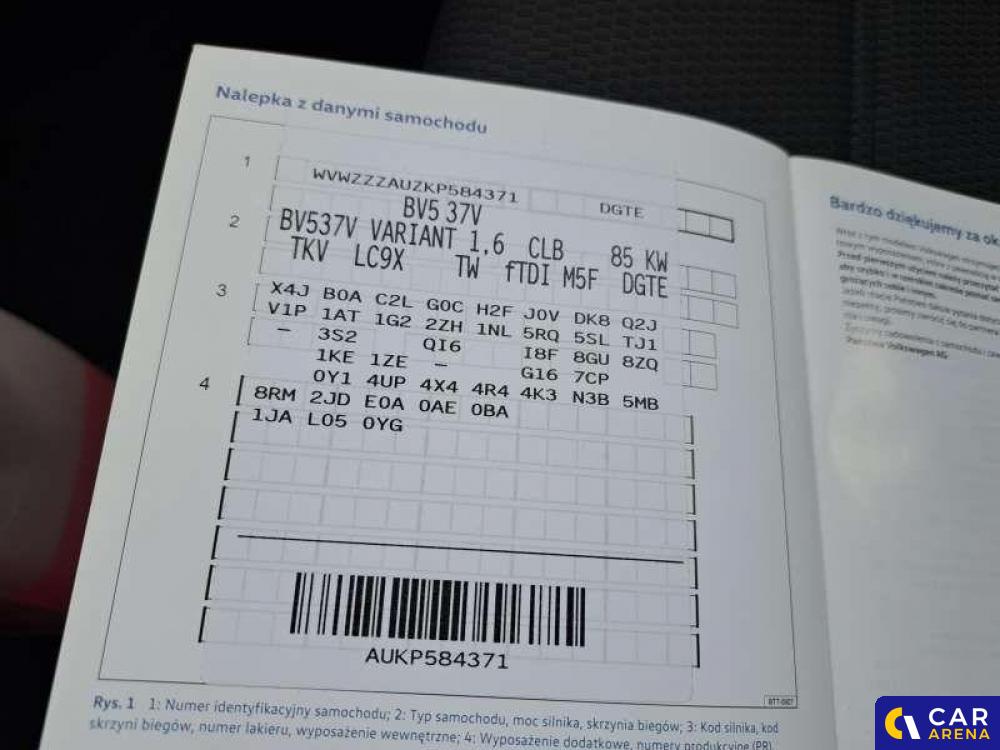 Nalepka z danymi samochodu
1
WVWZZZAUZKP584371 DGTE
BV5 37V
2
BV537V VARIANT 1,6 CLB 85 KW
TKV LC9X TW fTDI M5F DGTE
3
X4J B0A C2L G0C H2F J0V DK8 Q2J
V1P 1AT 1G2 2ZH 1NL 5RQ 5SL TJ1
– 3S2 QI6 I8F 8GU 8ZQ
1KE 1ZE – G16 7CP
4
0Y1 4UP 4X4 4R4 4K3 N3B 5MB
8RM 2JD E0A 0AE 0BA
1JA L05 0YG
AUKP584371
Rys. 1 1: Numer identyfikacyjny samochodu; 2: Typ samochodu, moc silnika, skrzynia biegów; 3: Kod silnika, kod
skrzyni biegów, numer lakieru, wyposażenie wewnętrzne; 4: Wyposażenie dodatkowe, numery produkcyjne (PR).
Bardzo dziękujemy za
Państwa Volkswagen AG
CAR
ARENA